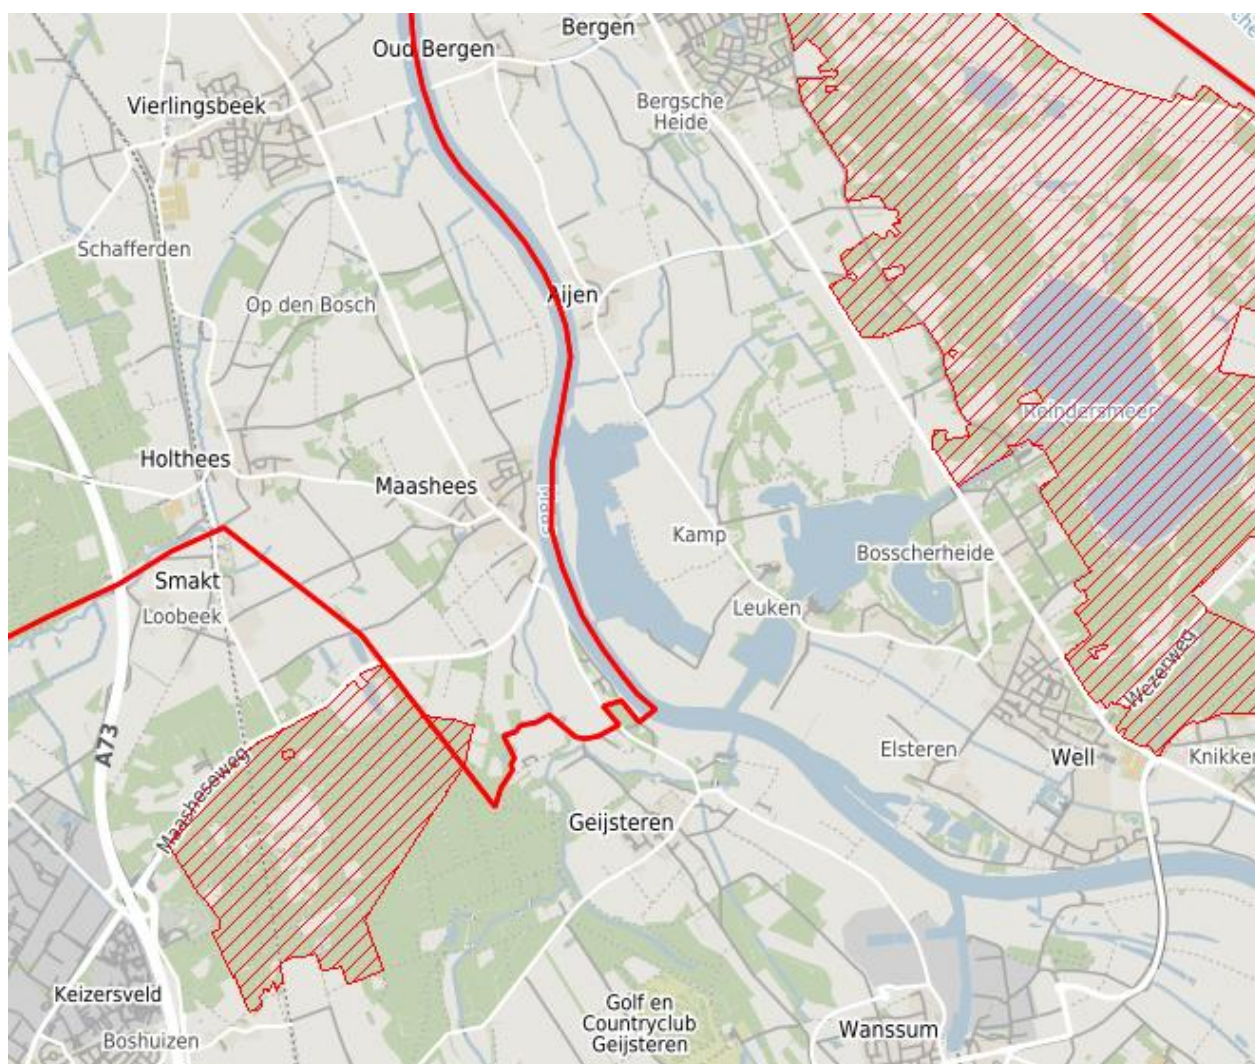 Bergen
Oud Bergen
Vierlingsbeek
Bergsche
Heide
Schafferden
Op den Bosch
Aijen
Reindersmeer
Holthees
Maashees
Kamp
Bosscherheide
Smakt
Loobeek
Leuken
Wezerweg
A73
Maasheseweg
Elsteren
Well
Knikker
Geijsteren
Keizersveld
Boshuizen
Golf en
Countryclub
Geijsteren
Wanssum